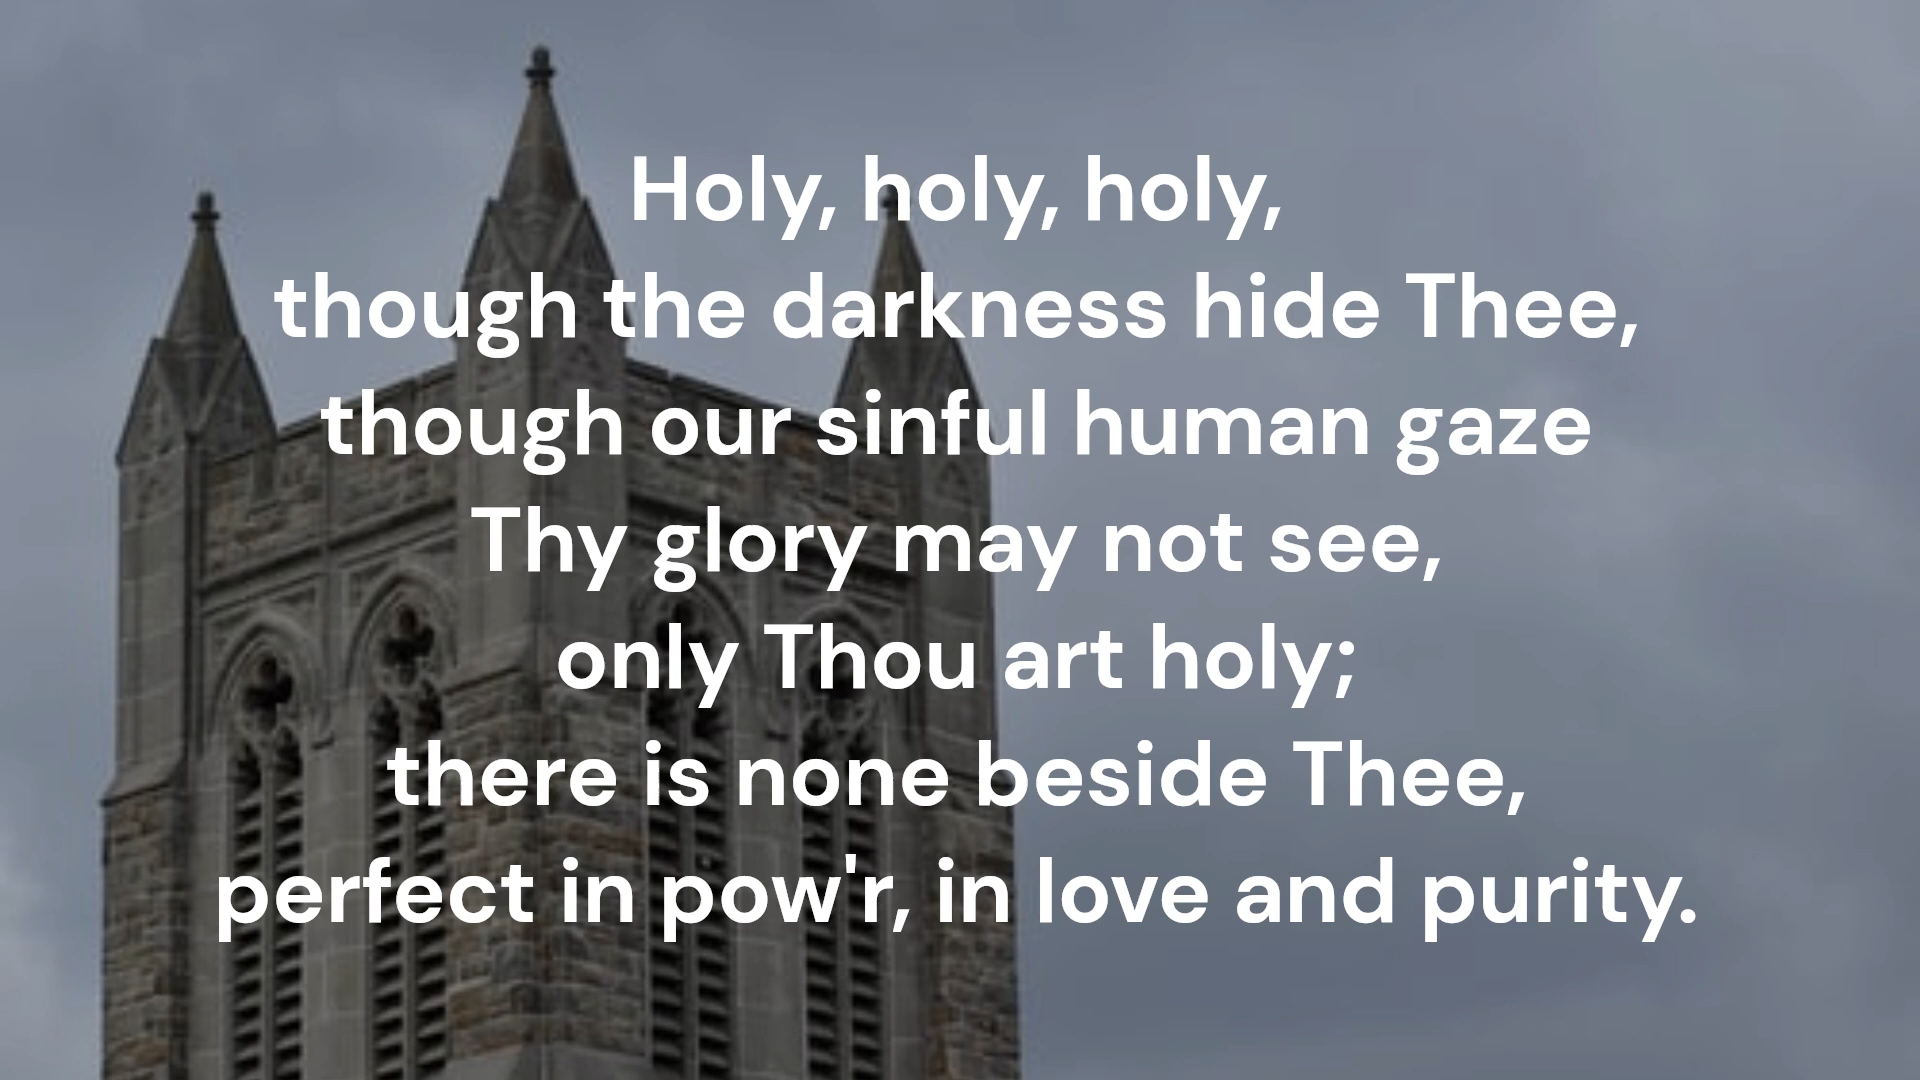 Holy, holy, holy,
though the darkness hide Thee,
though our sinful human gaze
Thy glory may not see,
only Thou art holy;
there is none beside Thee,
perfect in pow'r, in love and purity.